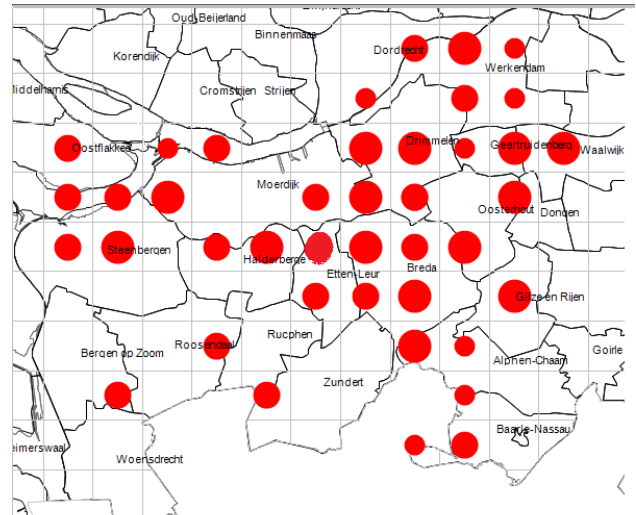 Oud-Beijerland
Binnenmaas
Korendijk
Dordrecht
Werkendam
Cromstrijen Strijen
Drimmelen
Geertruidenberg
Waalwijk
Oostflakkee
Moerdijk
Oosterhout
Dongen
Steenbergen
Halderberge
Etten-Leur
Breda
Gilze en Rijen
Rucphen
Roosendaal
Bergen op Zoom
Goirle
Alphen-Chaam
Zundert
Baarle-Nassau
Woensdrecht